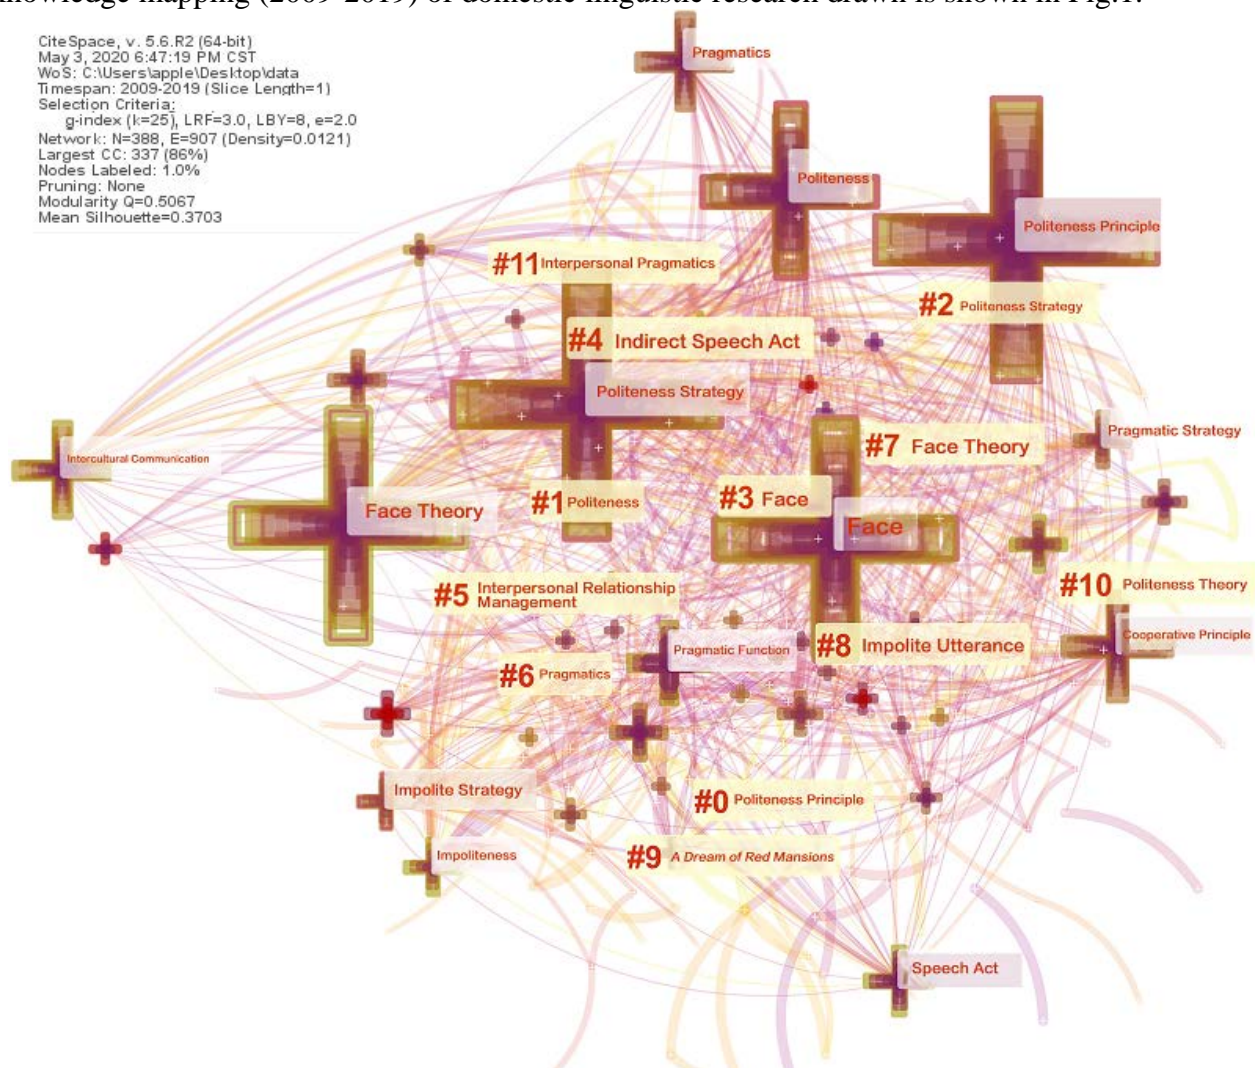 knowledge mapping (2009-2019) of domestic linguistic research drawn is shown in Fig.1.
CiteSpace, v. 5.6.R2 (64-bit)
May 3, 2020 6:47:19 PM CST
WoS: C:\Users\apple\Desktop\data
Timespan: 2009-2019 (Slice Length=1)
Selection Criteria:
g-index (k=25), LRF=3.0, LBY=8, e=2.0
Network: N=388, E=907 (Density=0.0121)
Largest CC: 337 (86%)
Nodes Labeled: 1.0%
Pruning: None
Modularity Q=0.5067
Mean Silhouette=0.3703
Pragmatics
Politeness
Politeness Principle
#11 Interpersonal Pragmatics
#2 Politeness Strategy
#4 Indirect Speech Act
Politeness Strategy
Pragmatic Strategy
#7 Face Theory
Intercultural Communication
#1 Politeness
#3 Face
Face Theory
Face
#10 Politeness Theory
#5 Interpersonal Relationship
Management
Cooperative Principle
#8 Impolite Utterance
Pragmatic Function
#6 Pragmatics
Impolite Strategy
#0 Politeness Principle
Impoliteness
#9 A Dream of Red Mansions
Speech Act